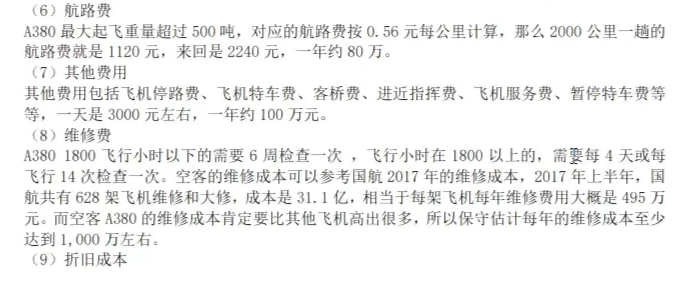 （6）航路费
A380 最大起飞重量超过 500 吨，对应的航路费按 0.56 元每公里计算，那么 2000 公里一趟的
航路费就是 1120 元，来回是 2240 元，一年约 80 万。
（7）其他费用
其他费用包括飞机停路费、飞机特车费、客桥费、进近指挥费、飞机服务费、暂停特车费等
等，一天是 3000 元左右，一年约 100 万元。
（8）维修费
A380 1800 飞行小时以下的需要 6 周检查一次 ，飞行小时在 1800 以上的，需要每 4 天或每
飞行 14 次检查一次。空客的维修成本可以参考国航 2017 年的维修成本，2017 年上半年，国
航共有 628 架飞机维修和大修，成本是 31.1 亿，相当于每架飞机每年维修费用大概是 495 万
元。而空客 A380 的维修成本肯定要比其他飞机高出很多，所以保守估计每年的维修成本至少
达到 1,000 万左右。
（9）折旧成本